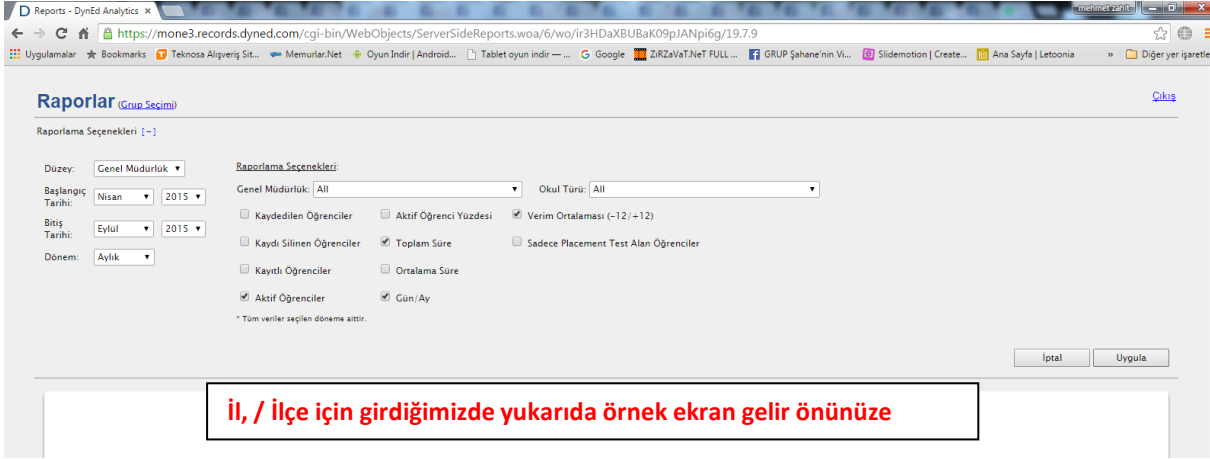 Reports - DynEd Analytics
mehmet zahit
https://mone3.records.dyned.com/cgi-bin/WebObjects/ServerSideReports.woa/6/wo/ir3HDaXBUBaK09pJANpi6g/19.7.9
Uygulamalar Bookmarks Teknosa Alışveriş Sit... Memurlar.Net Oyun İndir | Android... Tablet oyun indir — ... Google ZıRZaVaT.NeT FULL ... GRUP Şahane'nin Vi... Slidemotion | Create... Ana Sayfa | Letoonia » Diğer yer işaretle
Raporlar (Grup Seçimi) Çıkış
Raporlama Seçenekleri [-]
Düzey: Genel Müdürlük
Başlangıç Tarihi: Nisan 2015
Bitiş Tarihi: Eylül 2015
Dönem: Aylık
Raporlama Seçenekleri:
Genel Müdürlük: All Okul Türü: All
Kaydedilen Öğrenciler Aktif Öğrenci Yüzdesi Verim Ortalaması (-12/+12)
Kaydı Silinen Öğrenciler Toplam Süre Sadece Placement Test Alan Öğrenciler
Kayıtlı Öğrenciler Ortalama Süre
Aktif Öğrenciler Gün/Ay
* Tüm veriler seçilen döneme aittir.
İptal Uygula
İl, / İlçe için girdiğimizde yukarıda örnek ekran gelir önünüze